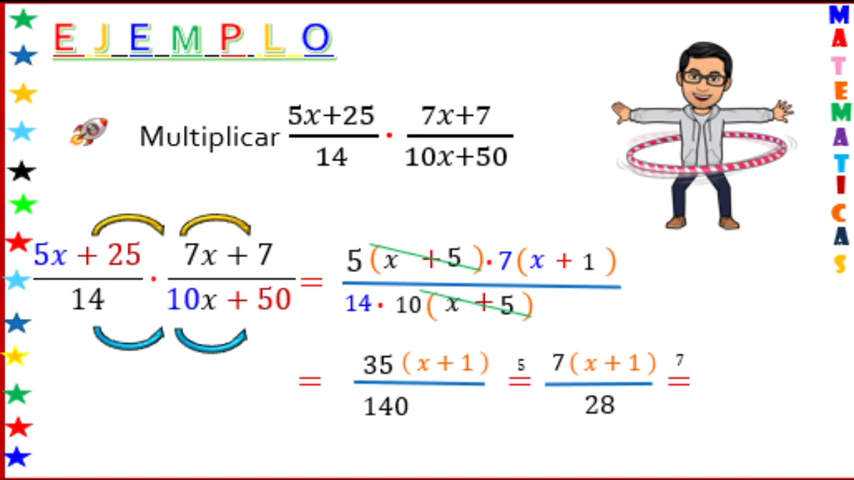 EJEMPLO
MATEMATICAS
Multiplicar (5x+25)/14 · (7x+7)/(10x+50)
(5x + 25)/14 · (7x + 7)/(10x + 50) = (5(x + 5)·7(x + 1))/(14· 10(x + 5))
= (35(x + 1))/140 =^5 (7(x + 1))/28 =^7